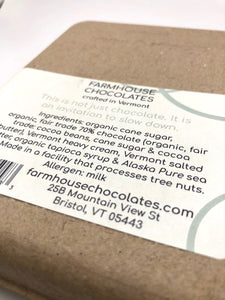 FARMHOUSE
CHOCOLATES
crafted in Vermont
This is not just chocolate. It is
an invitation to slow down.
Ingredients: organic cane sugar,
organic, fair trade 70% chocolate (organic, fair
trade: cocoa beans, cane sugar & cocoa
butter), Vermont heavy cream, Vermont salted
butter, organic tapioca syrup & Alaska Pure sea
Made in a facility that processes tree nuts.
Allergen: milk
farmhousechocolates.com
25B Mountain View St
Bristol, VT 05443